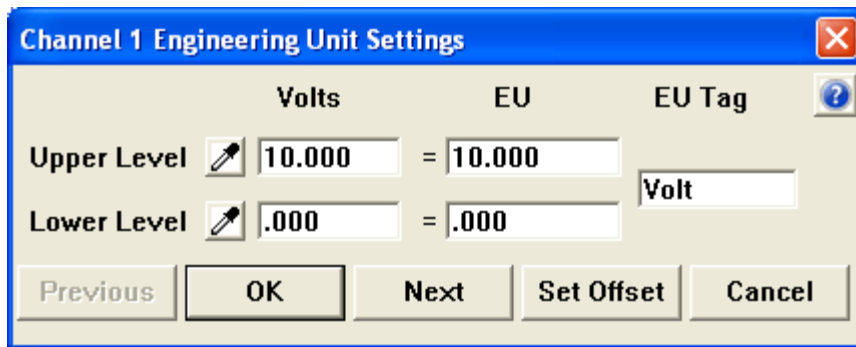 Channel 1 Engineering Unit Settings
Volts EU EU Tag
Upper Level 10.000 = 10.000
Volt
Lower Level .000 = .000
Previous OK Next Set Offset Cancel